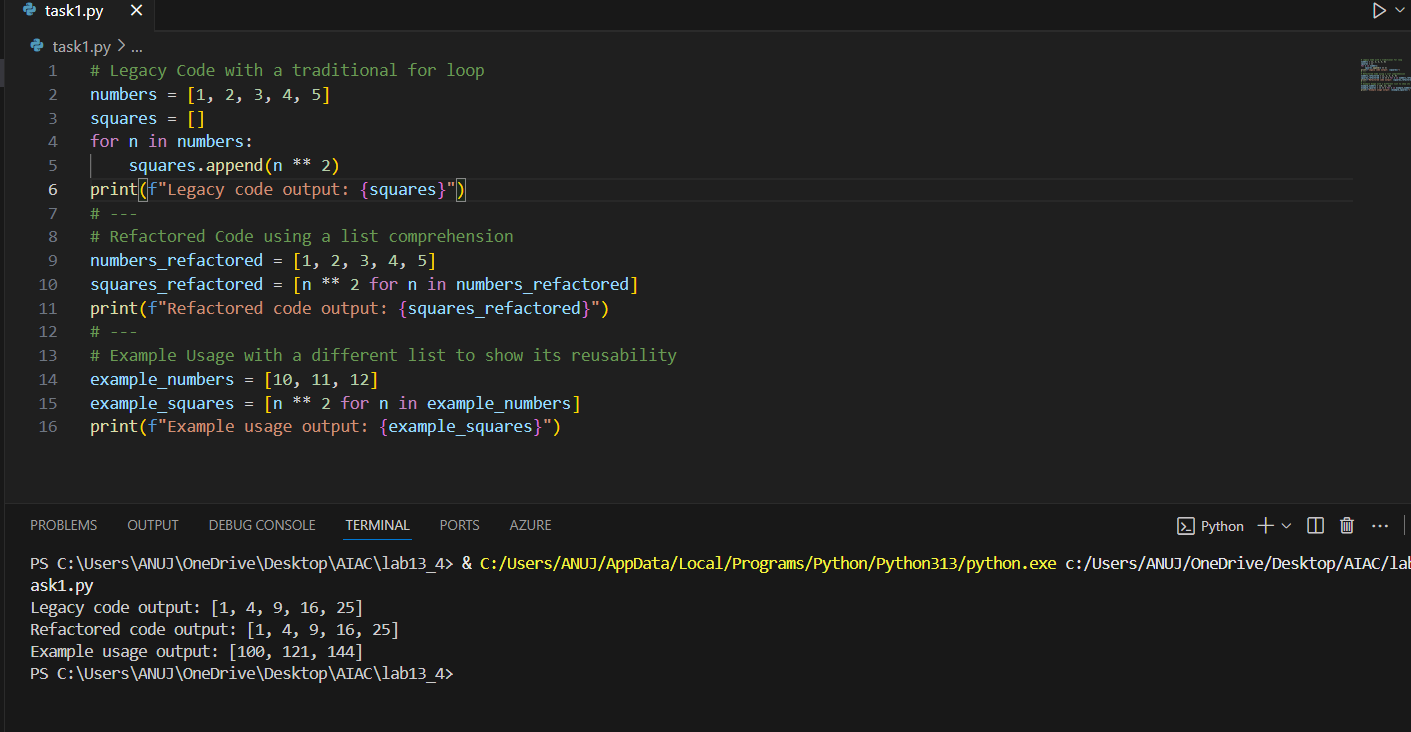 task1.py
task1.py > ...
1 # Legacy Code with a traditional for loop
2 numbers = [1, 2, 3, 4, 5]
3 squares = []
4 for n in numbers:
5     squares.append(n ** 2)
6 print(f"Legacy code output: {squares}")
7 # ---
8 # Refactored Code using a list comprehension
9 numbers_refactored = [1, 2, 3, 4, 5]
10 squares_refactored = [n ** 2 for n in numbers_refactored]
11 print(f"Refactored code output: {squares_refactored}")
12 # ---
13 # Example Usage with a different list to show its reusability
14 example_numbers = [10, 11, 12]
15 example_squares = [n ** 2 for n in example_numbers]
16 print(f"Example usage output: {example_squares}")
PROBLEMS OUTPUT DEBUG CONSOLE TERMINAL PORTS AZURE Python
PS C:\Users\ANUJ\OneDrive\Desktop\AIAC\lab13_4> & C:/Users/ANUJ/AppData/Local/Programs/Python/Python313/python.exe c:/Users/ANUJ/OneDrive/Desktop/AIAC/la
ask1.py
Legacy code output: [1, 4, 9, 16, 25]
Refactored code output: [1, 4, 9, 16, 25]
Example usage output: [100, 121, 144]
PS C:\Users\ANUJ\OneDrive\Desktop\AIAC\lab13_4>